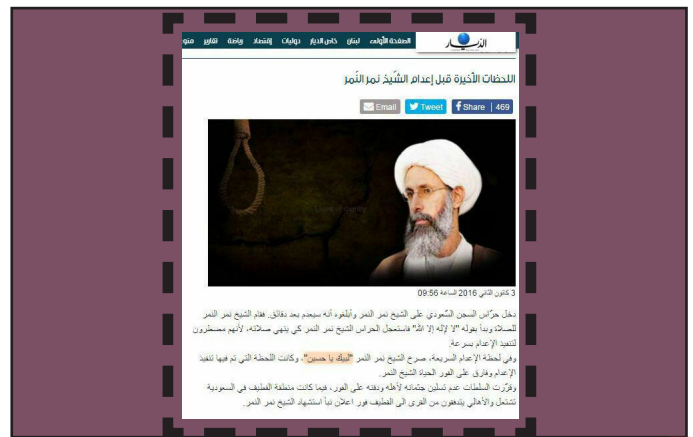 الديار
الصفحة الأولى لبنان خاص الديار دوليات إقتصاد رياضة تقارير متو
اللحظات الأخيرة قبل إعدام الشّيخ نمر النّمر
Email Tweet Share 469
3 كانون الثاني 2016 الساعة 09:56
دخل حرّاس السجن السّعودي على الشيخ نمر النمر وأبلغوه أنه سيعدم بعد دقائق. فقام الشيخ نمر النمر
للصلاة وبدأ بقوله "لا إله إلا الله" فاستعجل الحراس الشيخ نمر النمر كي ينهي صلاته، لأنهم مضطرون
لتنفيذ الإعدام بسرعة.
وفي لحظة الإعدام السريعة، صرخ الشيخ نمر النمر "لبيك يا حسين"، وكانت اللحظة التي تم فيها تنفيذ
الإعدام وفارق على الفور الحياة الشيخ نمر النمر.
وقرّرت السلطات عدم تسلين جثمانه لأهله ودفنه على الفور، فيما كانت منطقة القطيف في السعودية
تشتعل والأهالي يتدفقون من القرى الى القطيف فور اعلان نبأ استشهاد الشيخ نمر النمر.